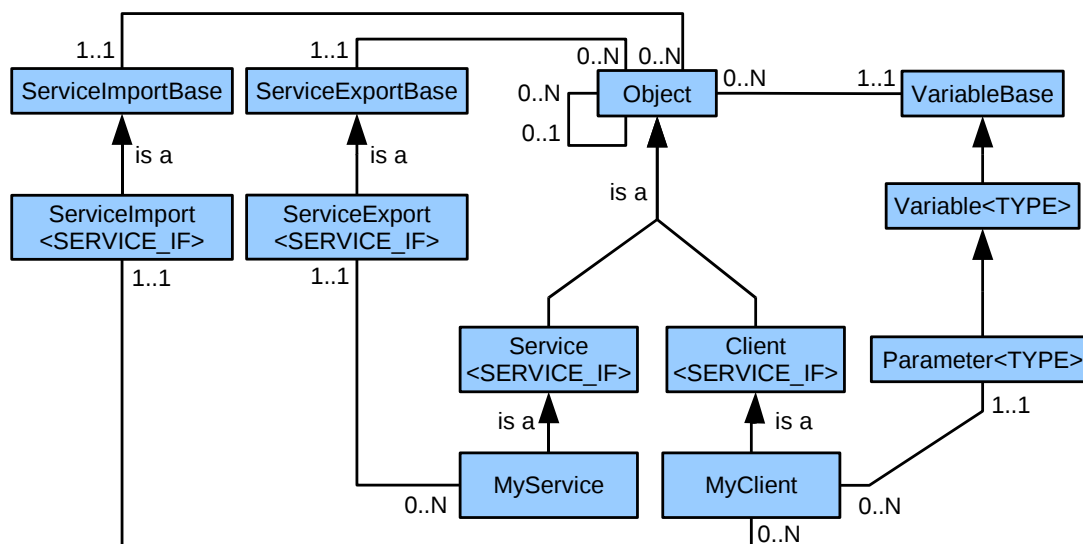 1..1
1..1
0..N
0..N
ServiceImportBase
ServiceExportBase
0..N
Object
0..N
1..1
VariableBase
0..1
is a
is a
is a
ServiceImport
<SERVICE_IF>
ServiceExport
<SERVICE_IF>
Variable<TYPE>
1..1
1..1
Service
<SERVICE_IF>
Client
<SERVICE_IF>
Parameter<TYPE>
is a
is a
1..1
MyService
MyClient
0..N
0..N
0..N